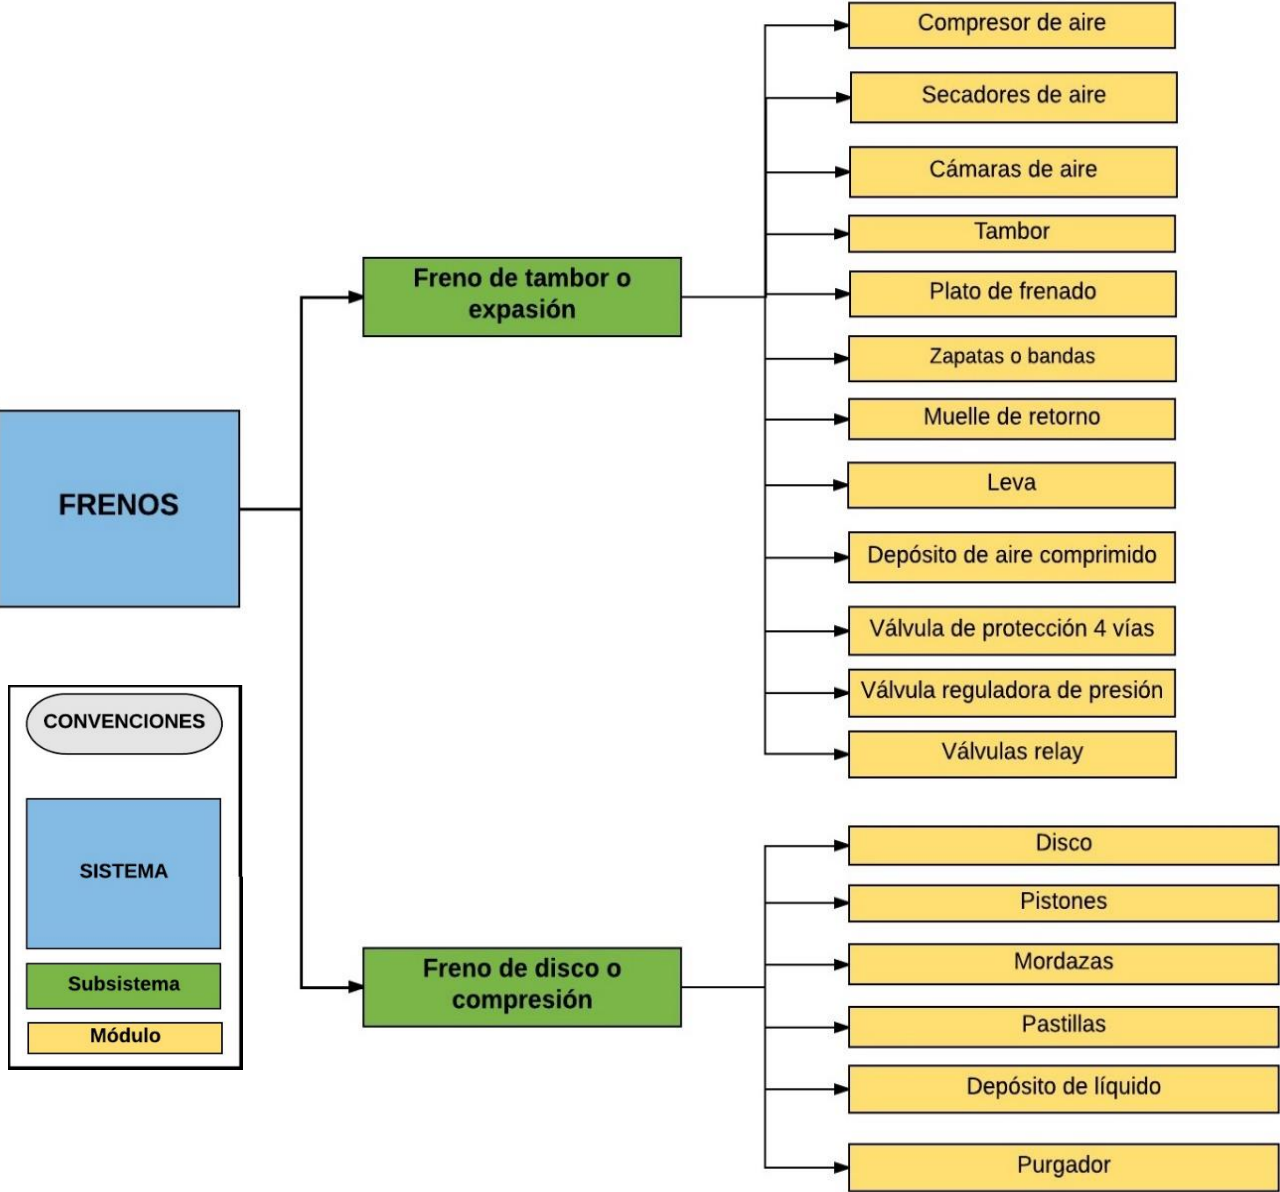 Compresor de aire
Secadores de aire
Cámaras de aire
Tambor
Freno de tambor o
expasión
Plato de frenado
Zapatas o bandas
Muelle de retorno
FRENOS
Leva
Depósito de aire comprimido
Válvula de protección 4 vías
Válvula reguladora de presión
Válvulas relay
CONVENCIONES
SISTEMA
Subsistema
Módulo
Freno de disco o
compresión
Disco
Pistones
Mordazas
Pastillas
Depósito de líquido
Purgador